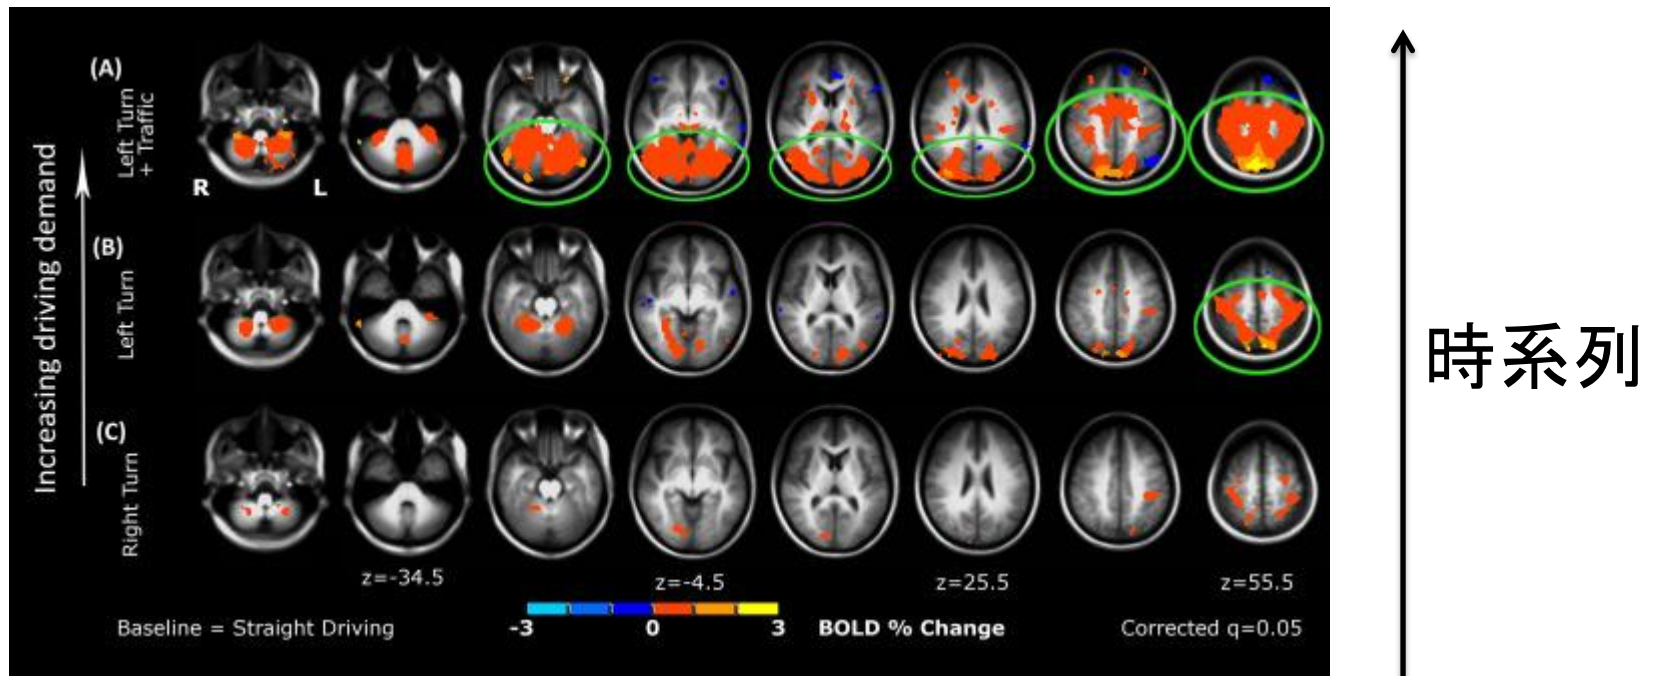 (A)
Left Turn
+ Traffic
R L
Increasing driving demand
(B)
Left Turn
(C)
Right Turn
z=-34.5 z=-4.5 z=25.5 z=55.5
Baseline = Straight Driving
-3 0 3
BOLD % Change
Corrected q=0.05
時系列